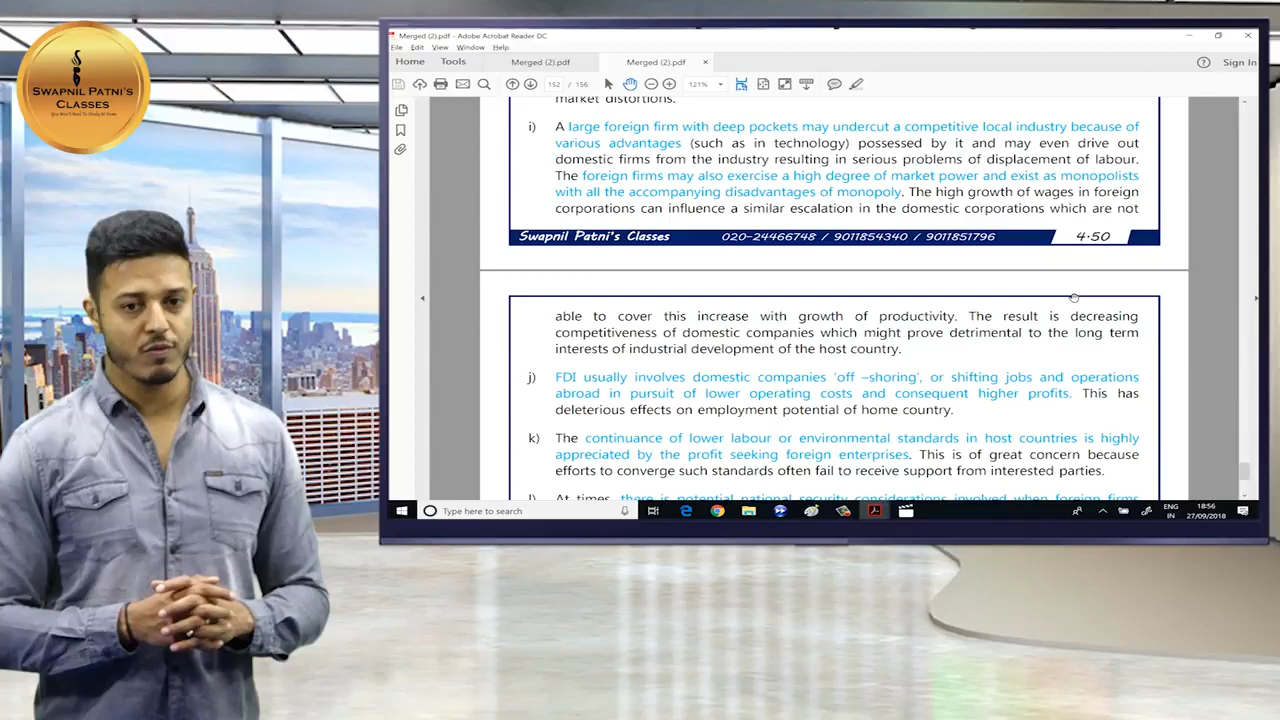 SWAPNIL PATNI'S
CLASSES
Merged (2).pdf - Adobe Acrobat Reader DC
File Edit View Window Help
Home Tools Merged (2).pdf Merged (2).pdf × Sign In
152 / 156 121%
market distortions.
i) A large foreign firm with deep pockets may undercut a competitive local industry because of
various advantages (such as in technology) possessed by it and may even drive out
domestic firms from the industry resulting in serious problems of displacement of labour.
The foreign firms may also exercise a high degree of market power and exist as monopolists
with all the accompanying disadvantages of monopoly. The high growth of wages in foreign
corporations can influence a similar escalation in the domestic corporations which are not
Swapnil Patni's Classes 020-24466748 / 9011854340 / 9011851796 4.50
able to cover this increase with growth of productivity. The result is decreasing
competitiveness of domestic companies which might prove detrimental to the long term
interests of industrial development of the host country.
j) FDI usually involves domestic companies 'off –shoring', or shifting jobs and operations
abroad in pursuit of lower operating costs and consequent higher profits. This has
deleterious effects on employment potential of home country.
k) The continuance of lower labour or environmental standards in host countries is highly
appreciated by the profit seeking foreign enterprises. This is of great concern because
efforts to converge such standards often fail to receive support from interested parties.
l) At times, there is potential national security considerations involved when foreign firms
Type here to search
ENG
IN
18:56
27/09/2018